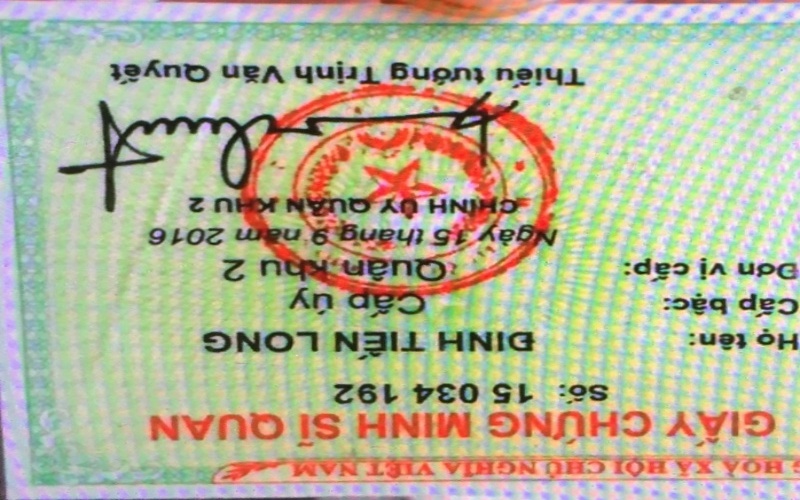 G HOÀ XÃ HỘI CHỦ NGHĨA VIỆT NAM
GIẤY CHỨNG MINH SĨ QUAN
Số: 15 034 192
Họ tên: ĐINH TIẾN LONG
Cấp bậc: Cấp úy
Đơn vị cấp: Quân khu 2
Ngày 15 tháng 9 năm 2016
CHÍNH ỦY QUÂN KHU 2
Thiếu tướng Trịnh Văn Quyết